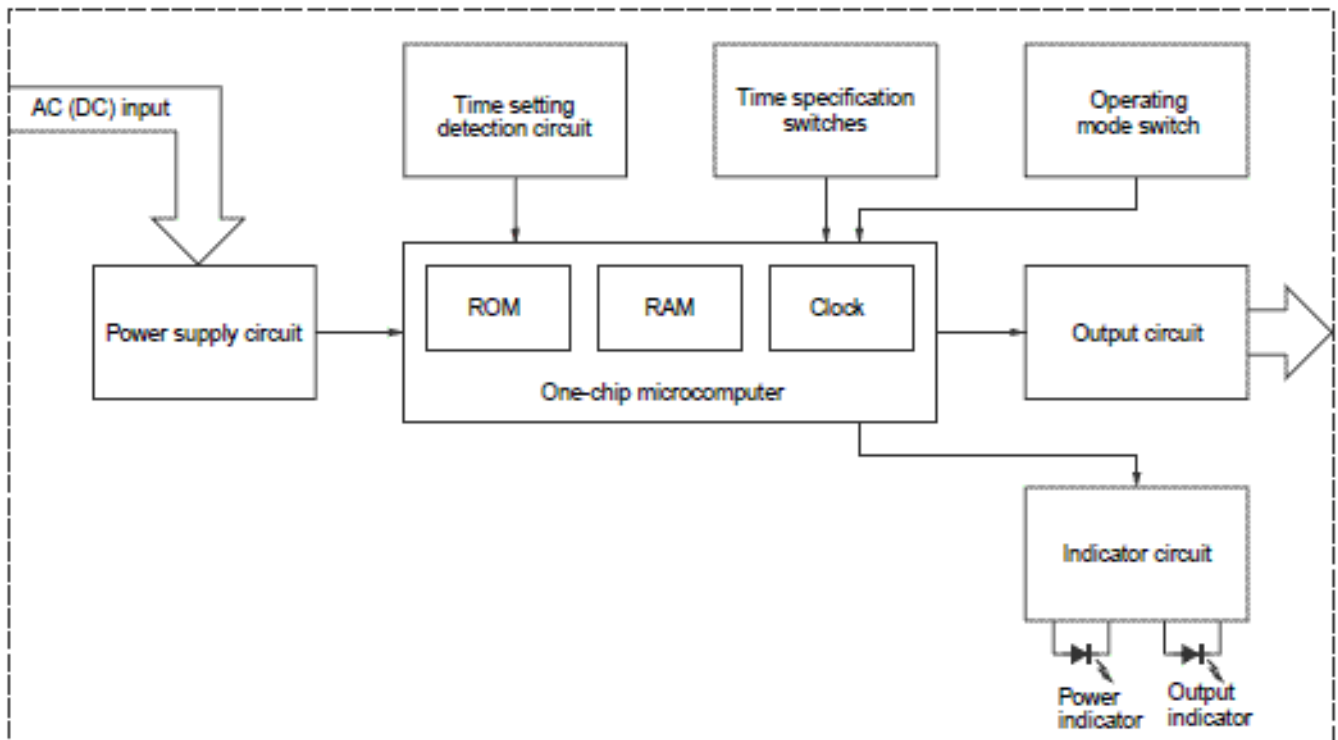 AC (DC) input
Time setting
detection circuit
Time specification
switches
Operating
mode switch
Power supply circuit
ROM
RAM
Clock
One-chip microcomputer
Output circuit
Indicator circuit
Power
indicator
Output
indicator